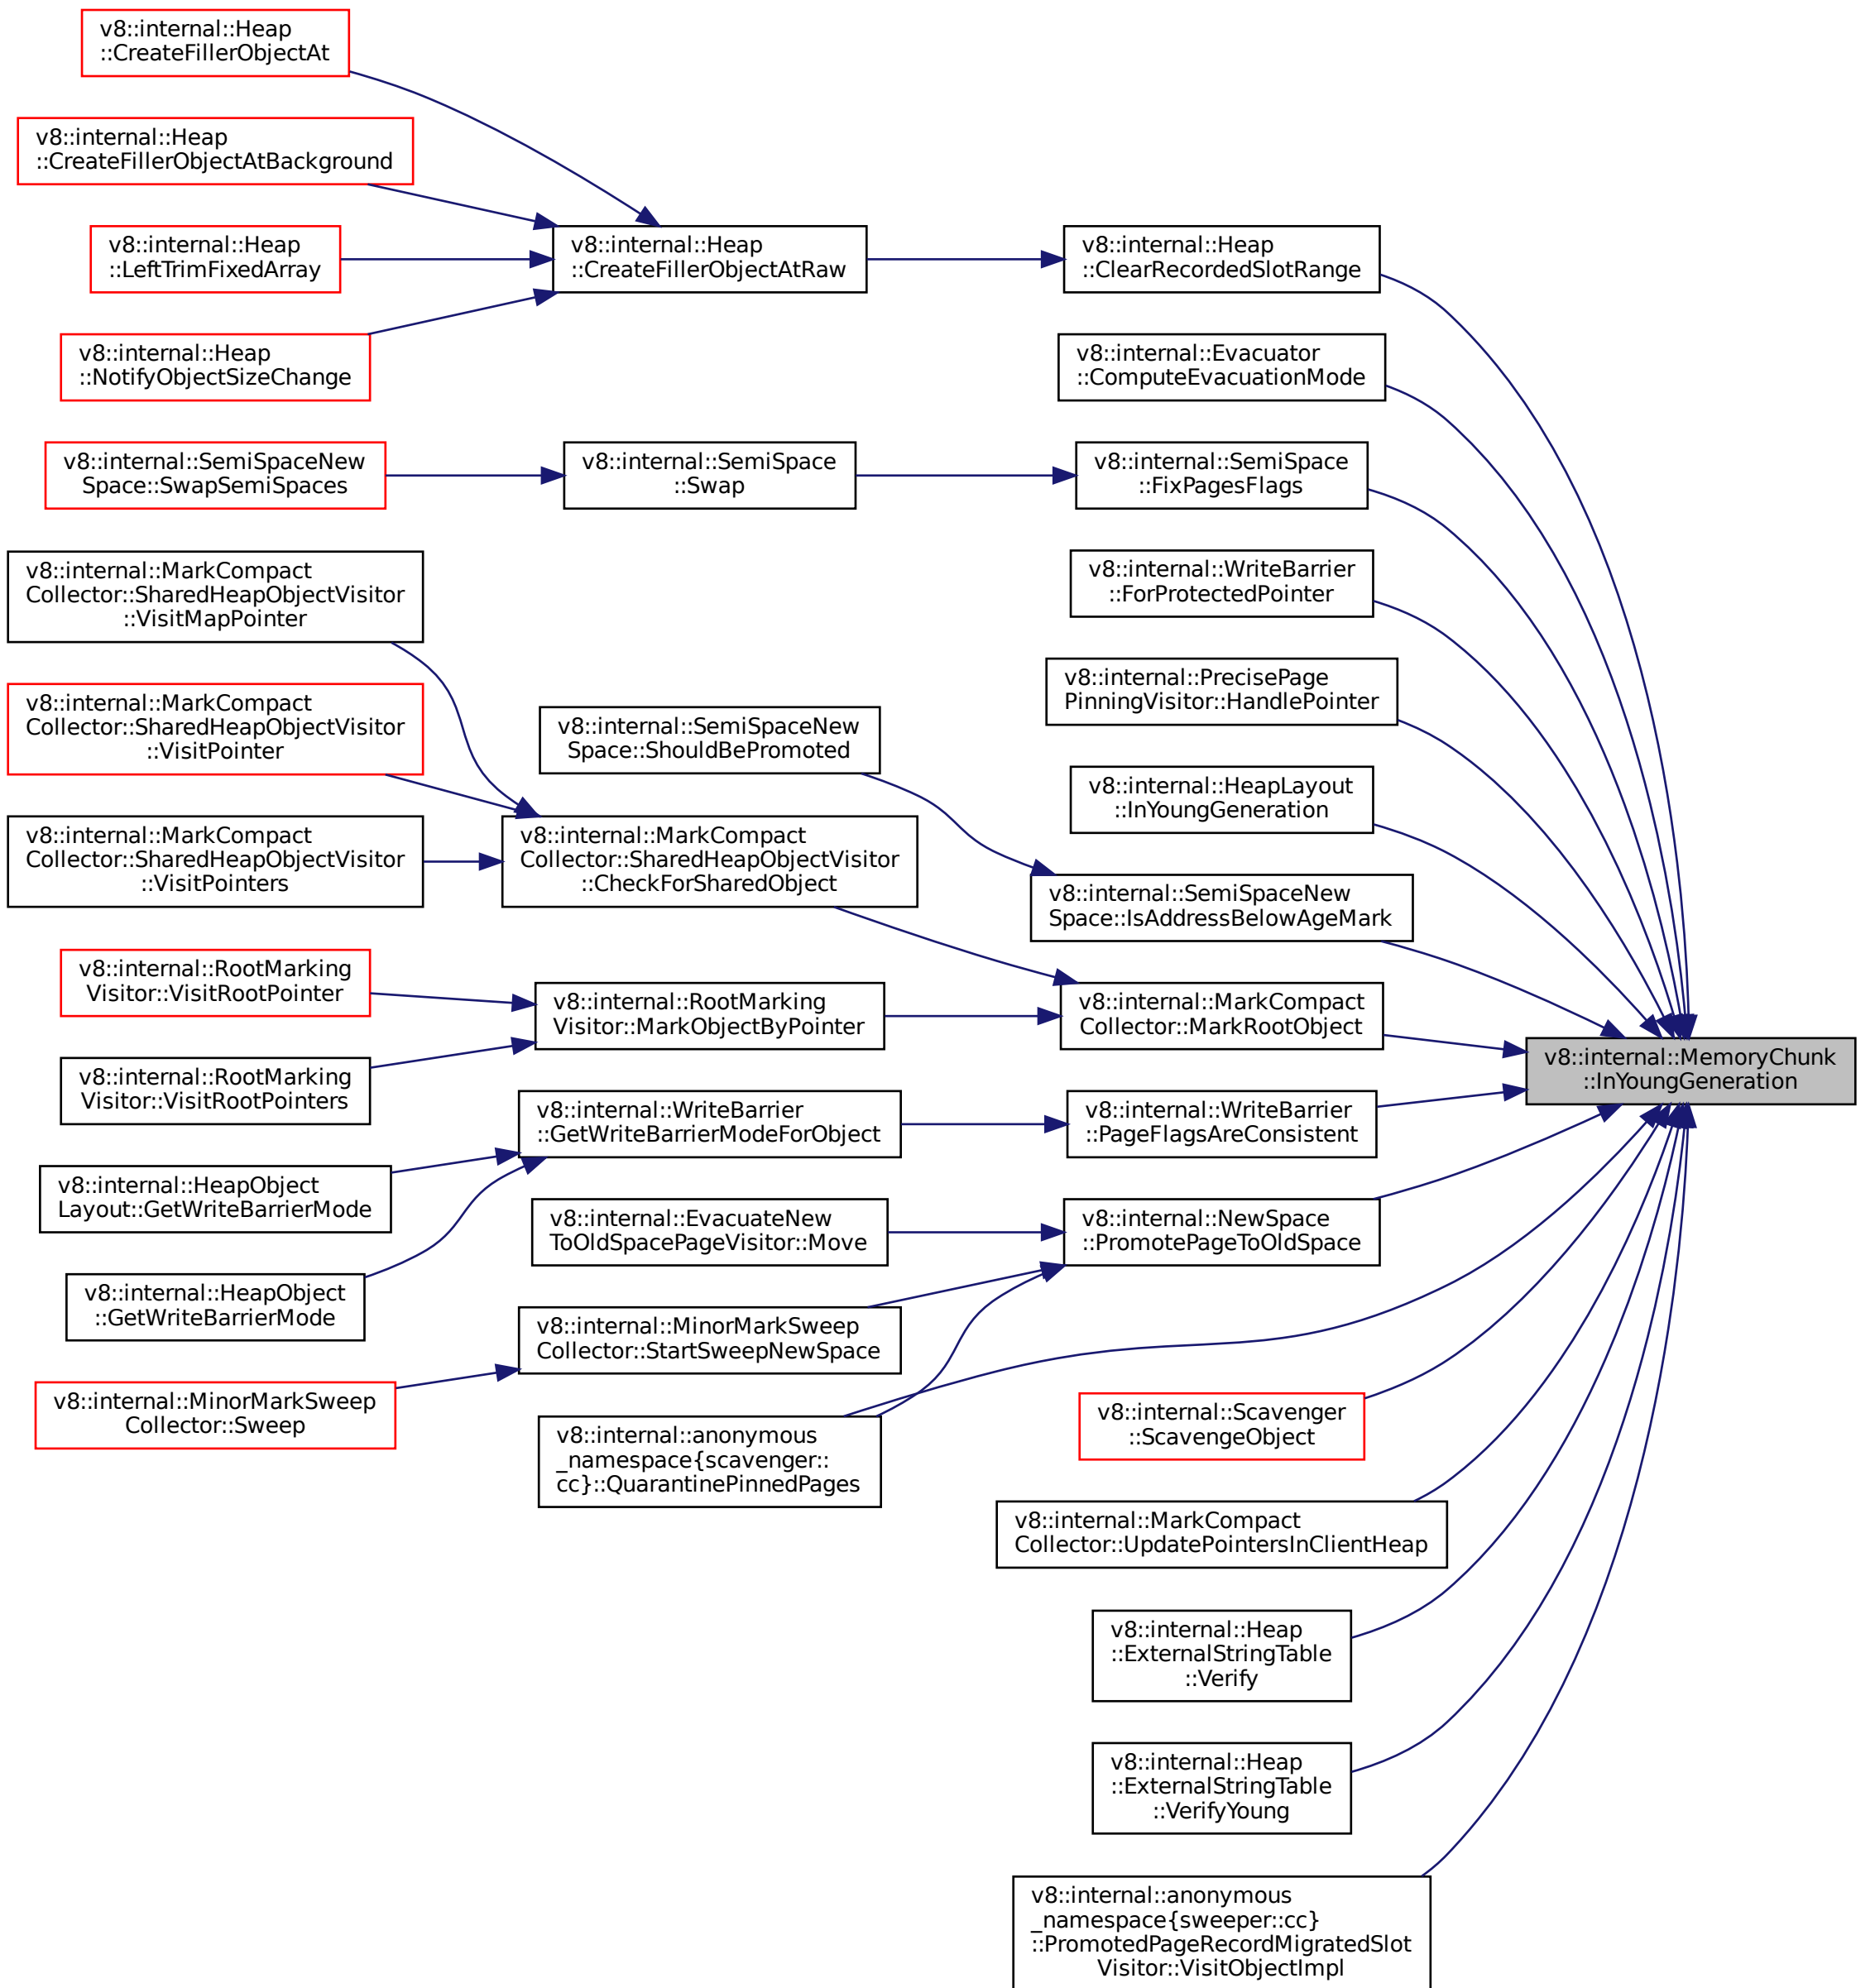 v8::internal::Heap
::CreateFillerObjectAt
v8::internal::Heap
::CreateFillerObjectAtBackground
v8::internal::Heap
::LeftTrimFixedArray
v8::internal::Heap
::NotifyObjectSizeChange
v8::internal::SemiSpaceNew
Space::SwapSemiSpaces
v8::internal::MarkCompact
Collector::SharedHeapObjectVisitor
::VisitMapPointer
v8::internal::MarkCompact
Collector::SharedHeapObjectVisitor
::VisitPointer
v8::internal::MarkCompact
Collector::SharedHeapObjectVisitor
::VisitPointers
v8::internal::RootMarking
Visitor::VisitRootPointer
v8::internal::RootMarking
Visitor::VisitRootPointers
v8::internal::HeapObject
Layout::GetWriteBarrierMode
v8::internal::HeapObject
::GetWriteBarrierMode
v8::internal::MinorMarkSweep
Collector::Sweep
v8::internal::Heap
::CreateFillerObjectAtRaw
v8::internal::SemiSpace
::Swap
v8::internal::SemiSpaceNew
Space::ShouldBePromoted
v8::internal::MarkCompact
Collector::SharedHeapObjectVisitor
::CheckForSharedObject
v8::internal::RootMarking
Visitor::MarkObjectByPointer
v8::internal::WriteBarrier
::GetWriteBarrierModeForObject
v8::internal::EvacuateNew
ToOldSpacePageVisitor::Move
v8::internal::MinorMarkSweep
Collector::StartSweepNewSpace
v8::internal::anonymous
_namespace{scavenger::
cc}::QuarantinePinnedPages
v8::internal::Heap
::ClearRecordedSlotRange
v8::internal::Evacuator
::ComputeEvacuationMode
v8::internal::SemiSpace
::FixPagesFlags
v8::internal::WriteBarrier
::ForProtectedPointer
v8::internal::PrecisePage
PinningVisitor::HandlePointer
v8::internal::HeapLayout
::InYoungGeneration
v8::internal::SemiSpaceNew
Space::IsAddressBelowAgeMark
v8::internal::MarkCompact
Collector::MarkRootObject
v8::internal::WriteBarrier
::PageFlagsAreConsistent
v8::internal::NewSpace
::PromotePageToOldSpace
v8::internal::Scavenger
::ScavengeObject
v8::internal::MarkCompact
Collector::UpdatePointersInClientHeap
v8::internal::Heap
::ExternalStringTable
::Verify
v8::internal::Heap
::ExternalStringTable
::VerifyYoung
v8::internal::anonymous
_namespace{sweeper::cc}
::PromotedPageRecordMigratedSlot
Visitor::VisitObjectImpl
v8::internal::MemoryChunk
::InYoungGeneration